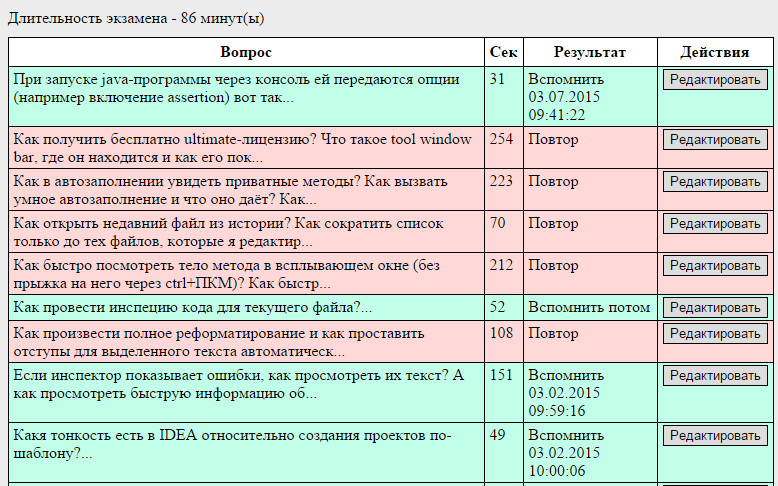 Длительность экзамена - 86 минут(ы)
Вопрос Сек Результат Действия
При запуске java-программы через консоль ей передаются опции
(например включение assertion) вот так...
31
Вспомнить
03.07.2015
09:41:22
Редактировать
Как получить бесплатно ultimate-лицензию? Что такое tool window
bar, где он находится и как его пок...
254
Повтор
Редактировать
Как в автозаполнении увидеть приватные методы? Как вызвать
умное автозаполнение и что оно даёт? Как...
223
Повтор
Редактировать
Как открыть недавний файл из истории? Как сократить список
только до тех файлов, которые я редактир...
70
Повтор
Редактировать
Как быстро посмотреть тело метода в всплывающем окне (без
прыжка на него через ctrl+ПКМ)? Как быстр...
212
Повтор
Редактировать
Как провести инспецию кода для текущего файла?...
52
Вспомнить потом
Редактировать
Как произвести полное реформатирование и как проставить
отступы для выделенного текста автоматическ...
108
Повтор
Редактировать
Если инспектор показывает ошибки, как просмотреть их текст? А
как просмотреть быструю информацию об...
151
Вспомнить
03.02.2015
09:59:16
Редактировать
Какя тонкость есть в IDEA относительно создания проектов по-
шаблону?...
49
Вспомнить
03.02.2015
10:00:06
Редактировать